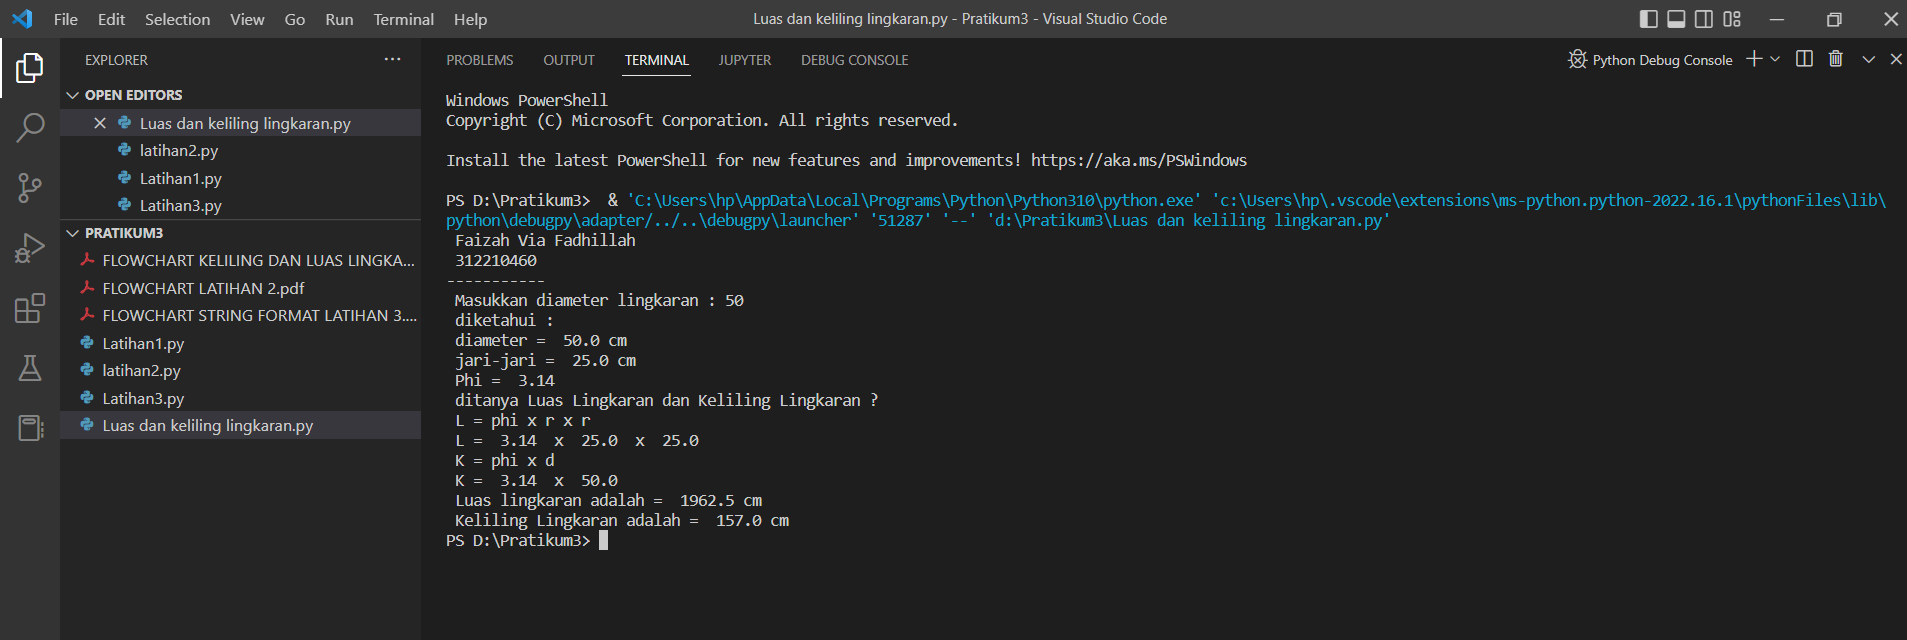 File Edit Selection View Go Run Terminal Help
Luas dan keliling lingkaran.py - Pratikum3 - Visual Studio Code
EXPLORER
OPEN EDITORS
Luas dan keliling lingkaran.py
latihan2.py
Latihan1.py
Latihan3.py
PRATIKUM3
FLOWCHART KELILING DAN LUAS LINGKA...
FLOWCHART LATIHAN 2.pdf
FLOWCHART STRING FORMAT LATIHAN 3....
Latihan1.py
latihan2.py
Latihan3.py
Luas dan keliling lingkaran.py
PROBLEMS OUTPUT TERMINAL JUPYTER DEBUG CONSOLE
Python Debug Console
Windows PowerShell
Copyright (C) Microsoft Corporation. All rights reserved.
Install the latest PowerShell for new features and improvements! https://aka.ms/PSWindows
PS D:\Pratikum3>  & 'C:\Users\hp\AppData\Local\Programs\Python\Python310\python.exe' 'c:\Users\hp\.vscode\extensions\ms-python.python-2022.16.1\pythonFiles\lib\
python\debugpy\adapter/../..\debugpy\launcher' '51287' '--' 'd:\Pratikum3\Luas dan keliling lingkaran.py'
Faizah Via Fadhillah
312210460
-----------
Masukkan diameter lingkaran : 50
diketahui :
diameter =  50.0 cm
jari-jari =  25.0 cm
Phi =  3.14
ditanya Luas Lingkaran dan Keliling Lingkaran ?
L = phi x r x r
L =  3.14  x  25.0  x  25.0
K = phi x d
K =  3.14  x  50.0
Luas lingkaran adalah =  1962.5 cm
Keliling Lingkaran adalah =  157.0 cm
PS D:\Pratikum3>